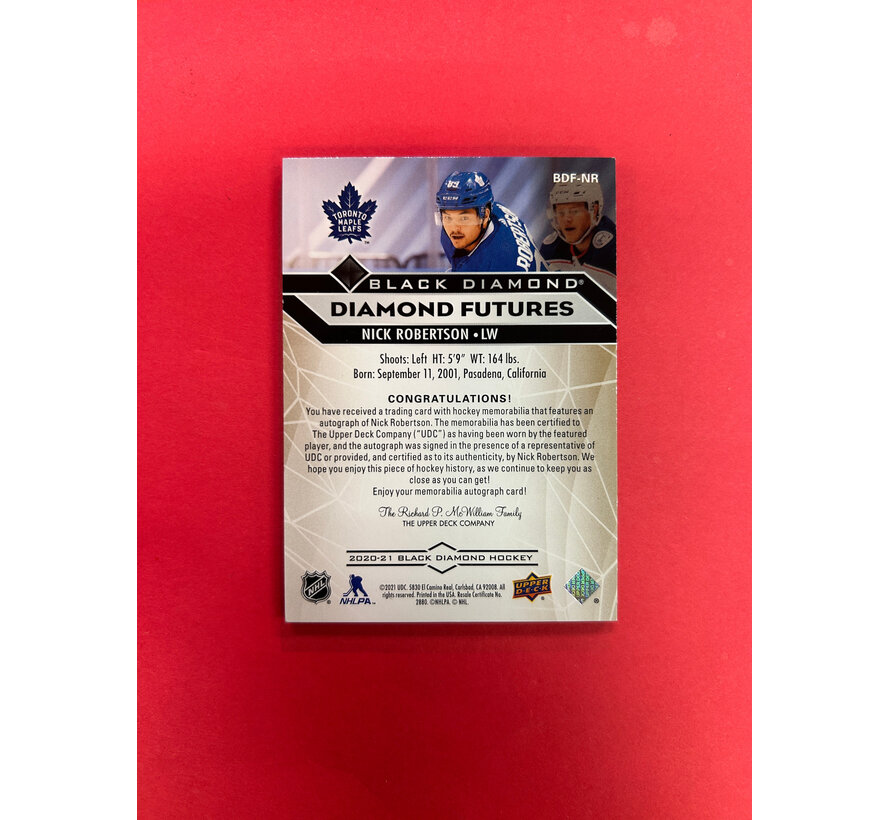 BDF-NR
89
CCM
ROBERTSO
TORONTO
MAPLE
LEAFS
BLACK DIAMOND®
DIAMOND FUTURES
NICK ROBERTSON • LW
Shoots: Left HT: 5'9" WT: 164 lbs.
Born: September 11, 2001, Pasadena, California
CONGRATULATIONS!
You have received a trading card with hockey memorabilia that features an
autograph of Nick Robertson. The memorabilia has been certified to
The Upper Deck Company ("UDC") as having been worn by the featured
player, and the autograph was signed in the presence of a representative of
UDC or provided, and certified as to its authenticity, by Nick Robertson. We
hope you enjoy this piece of hockey history, as we continue to keep you as
close as you can get!
Enjoy your memorabilia autograph card!
The Richard P. McWilliam Family
THE UPPER DECK COMPANY
2020-21 BLACK DIAMOND HOCKEY
NHL
NHLPA™
©2021 UDC. 5830 El Camino Real, Carlsbad, CA 92008. All
rights reserved. Printed in the USA. Resale Certificate No.
2880. ©NHLPA. © NHL.
UPPER
DECK
®
®